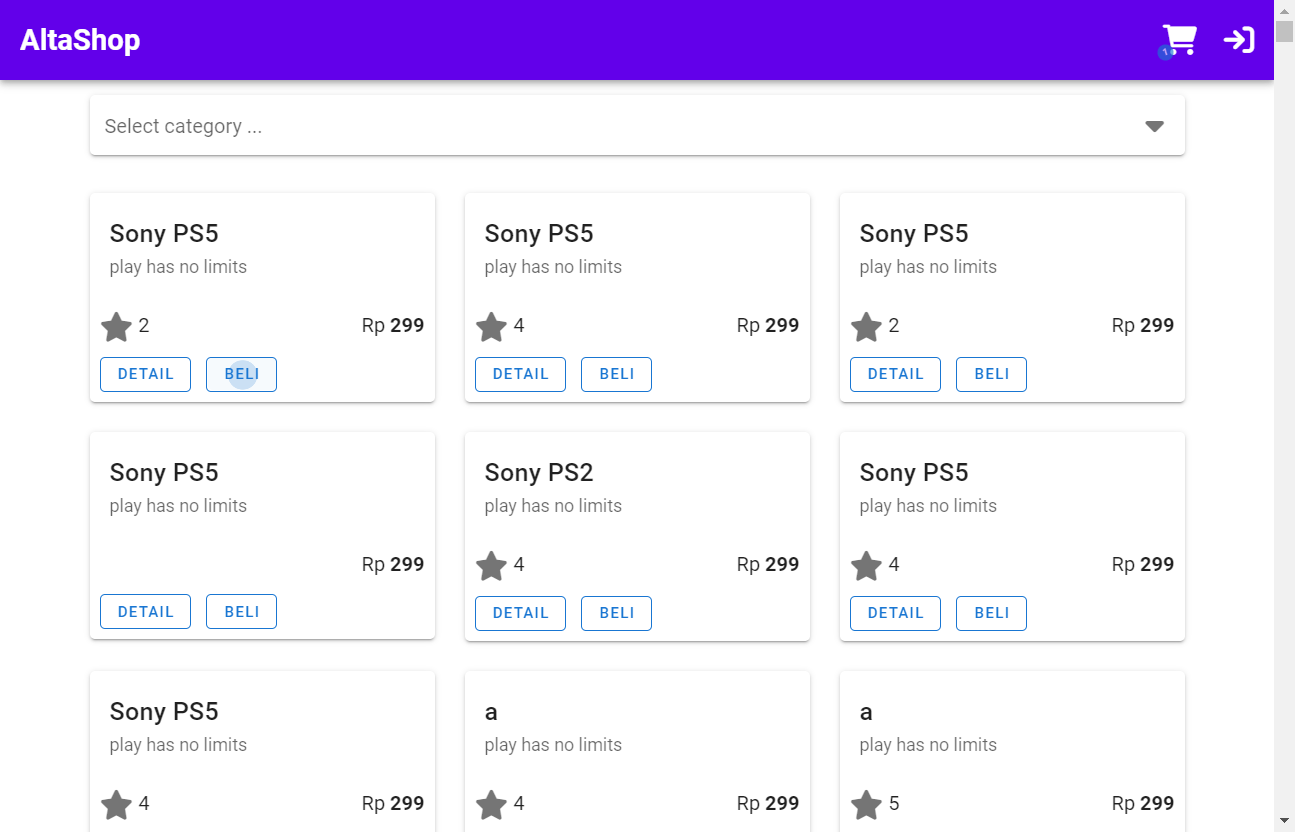 AltaShop
1
Select category ...
Sony PS5
play has no limits
2
Rp 299
DETAIL
BELI
Sony PS5
play has no limits
4
Rp 299
DETAIL
BELI
Sony PS5
play has no limits
2
Rp 299
DETAIL
BELI
Sony PS5
play has no limits
Rp 299
DETAIL
BELI
Sony PS2
play has no limits
4
Rp 299
DETAIL
BELI
Sony PS5
play has no limits
4
Rp 299
DETAIL
BELI
Sony PS5
play has no limits
4
Rp 299
a
play has no limits
4
Rp 299
a
play has no limits
5
Rp 299